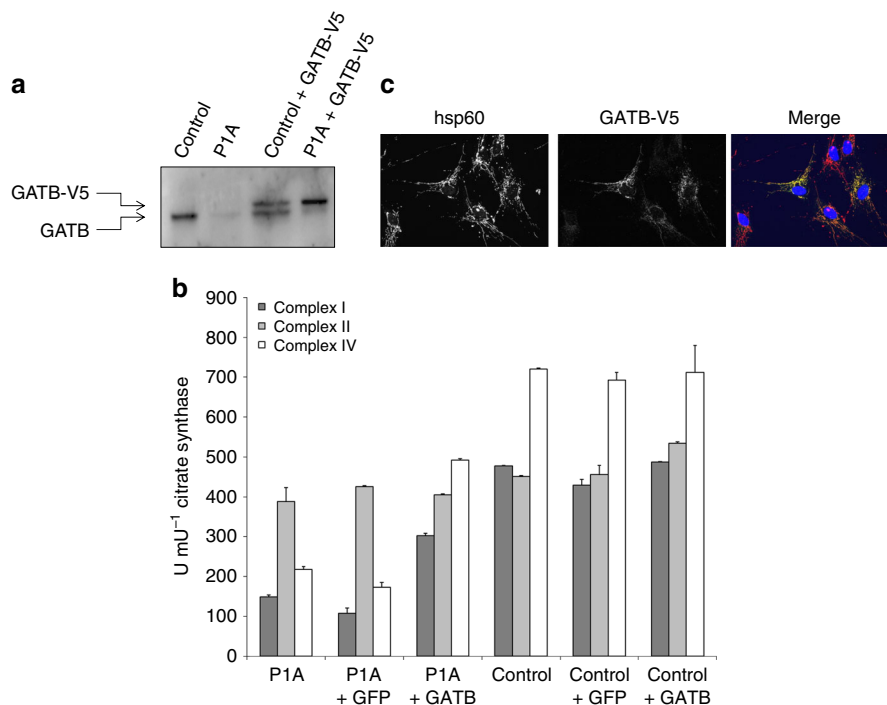 a
Control
P1A
Control + GATB-V5
P1A + GATB-V5
GATB-V5
GATB
c
hsp60
GATB-V5
Merge
b
900
800
700
600
500
400
300
200
100
0
U mU⁻¹ citrate synthase
Complex I
Complex II
Complex IV
P1A
P1A
+ GFP
P1A
+ GATB
Control
Control
+ GFP
Control
+ GATB